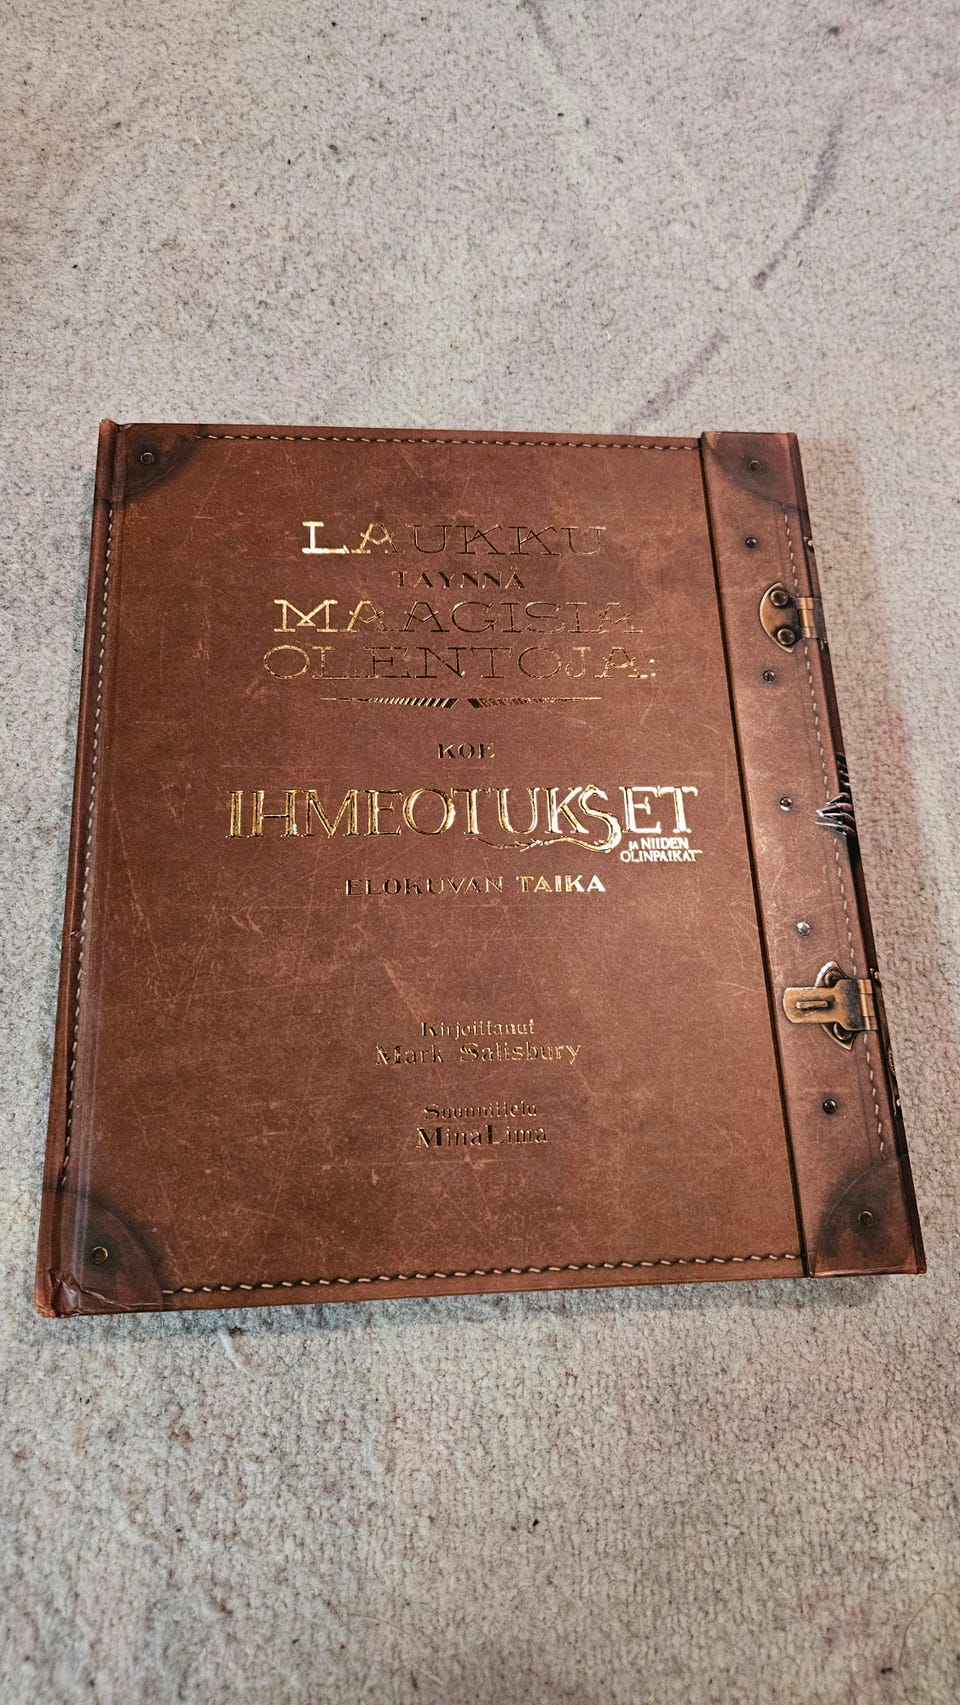 LAUKKU
TÄYNNÄ
MAAGISIA
OLENTOJA:
KOE
IHMEOTUKSET
JA NIIDEN
OLINPAIKAT
ELOKUVAN TAIKA
Kirjoittanut
Mark Salisbury
Suunnittelu
MinaLima